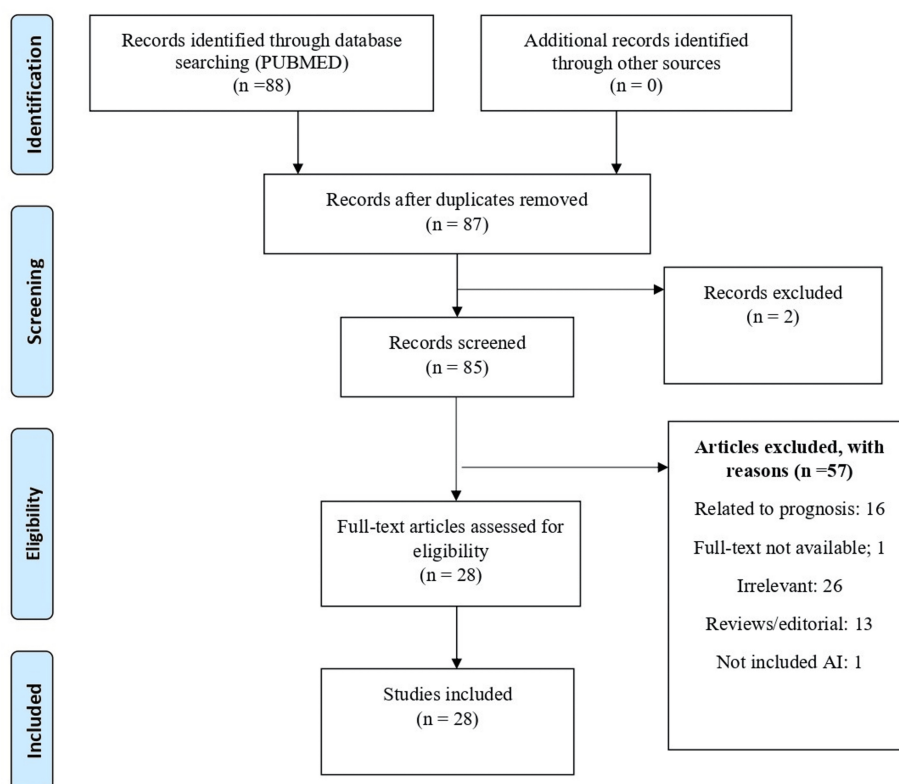 Identification
Records identified through database
searching (PUBMED)
(n =88)
Additional records identified
through other sources
(n = 0)
Records after duplicates removed
(n = 87)
Screening
Records excluded
(n = 2)
Records screened
(n = 85)
Eligibility
Articles excluded, with
reasons (n =57)
Related to prognosis: 16
Full-text not available; 1
Irrelevant: 26
Reviews/editorial: 13
Not included AI: 1
Full-text articles assessed for
eligibility
(n = 28)
Included
Studies included
(n = 28)